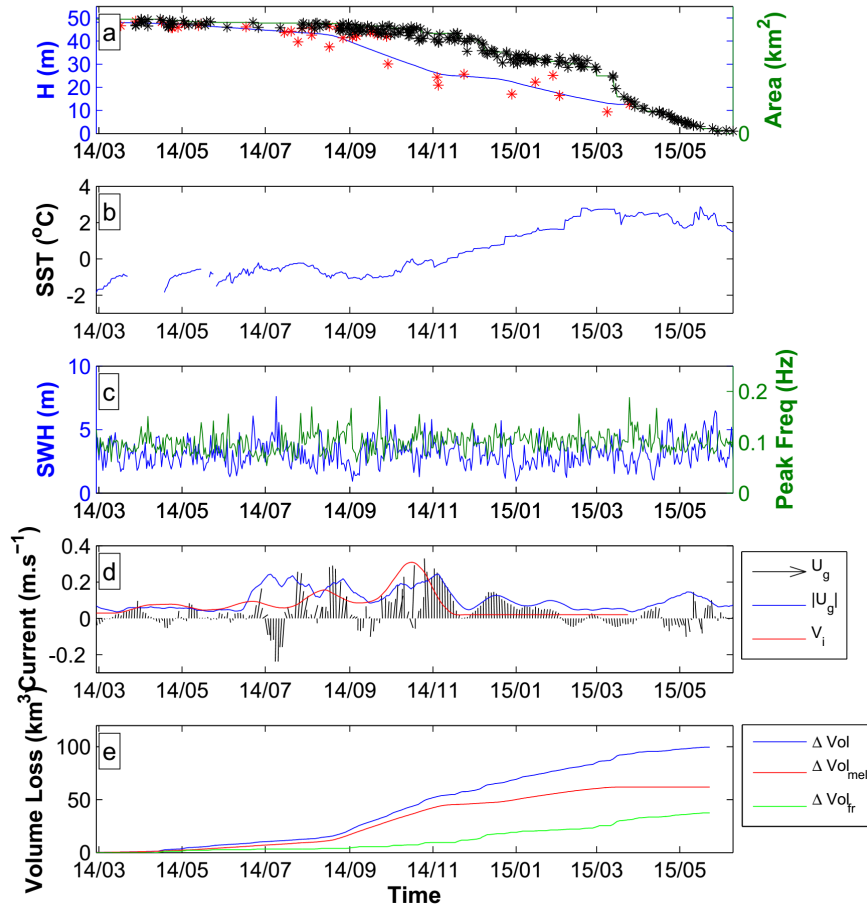 a
H (m)
50
40
30
20
10
0
Area (km2)
0
14/03 14/05 14/07 14/09 14/11 15/01 15/03 15/05
b
SST (oC)
4
2
0
-2
14/03 14/05 14/07 14/09 14/11 15/01 15/03 15/05
c
SWH (m)
10
5
0
Peak Freq (Hz)
0.2
0.1
0
14/03 14/05 14/07 14/09 14/11 15/01 15/03 15/05
d
Current (m.s−1)
0.4
0.2
0
-0.2
14/03 14/05 14/07 14/09 14/11 15/01 15/03 15/05
Ug
|Ug|
Vi
e
Volume Loss (km3)
100
50
0
14/03 14/05 14/07 14/09 14/11 15/01 15/03 15/05
Time
Δ Vol
Δ Volmel
Δ Volfr